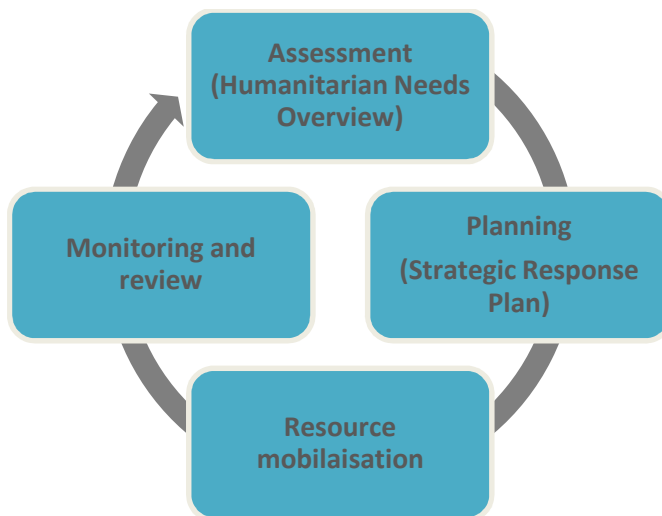 Assessment
(Humanitarian Needs
Overview)
Planning
(Strategic Response
Plan)
Resource
mobilaisation
Monitoring and
review